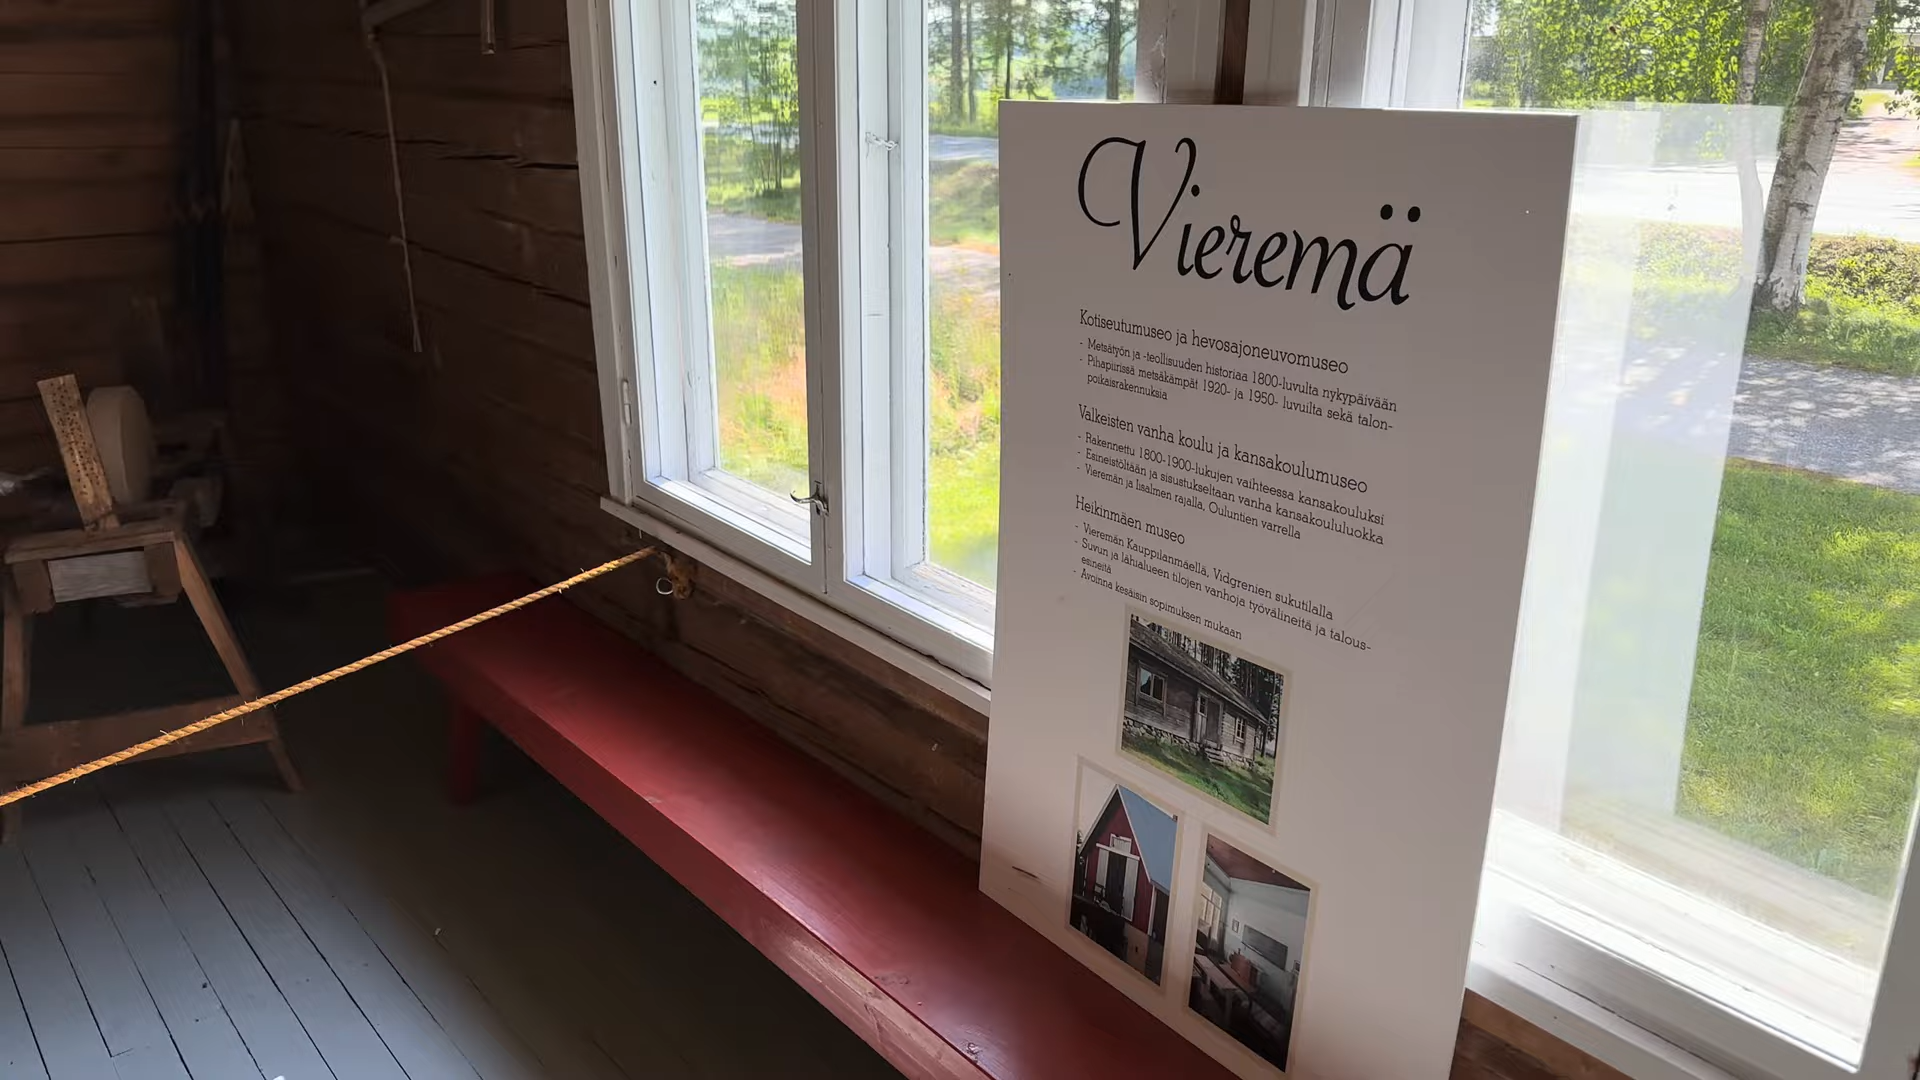 Vieremä
Kotiseutumuseo ja hevosajoneuvomuseo
- Metsätyön ja -teollisuuden historiaa 1800-luvulta nykypäivään
- Pihapiirissä metsäkämpät 1920- ja 1950- luvuilta sekä talon-
poikaisrakennuksia
Valkeisten vanha koulu ja kansakoulumuseo
- Rakennettu 1800-1900-lukujen vaihteessa kansakouluksi
- Esineistöltään ja sisustukseltaan vanha kansakoululuokka
- Vieremän ja Iisalmen rajalla, Ouluntien varrella
Heikinmäen museo
- Vieremän Kauppilanmäellä, Vidgrenien sukutilalla
- Suvun ja lähialueen tilojen vanhoja työvälineitä ja talous-
esineitä
- Avoinna kesäisin sopimuksen mukaan